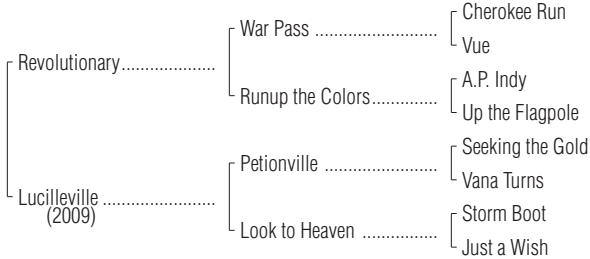 Cherokee Run
War Pass
Vue
Revolutionary
A.P. Indy
Runup the Colors
Up the Flagpole
Seeking the Gold
Petionville
Vana Turns
Lucilleville
(2009)
Storm Boot
Look to Heaven
Just a Wish